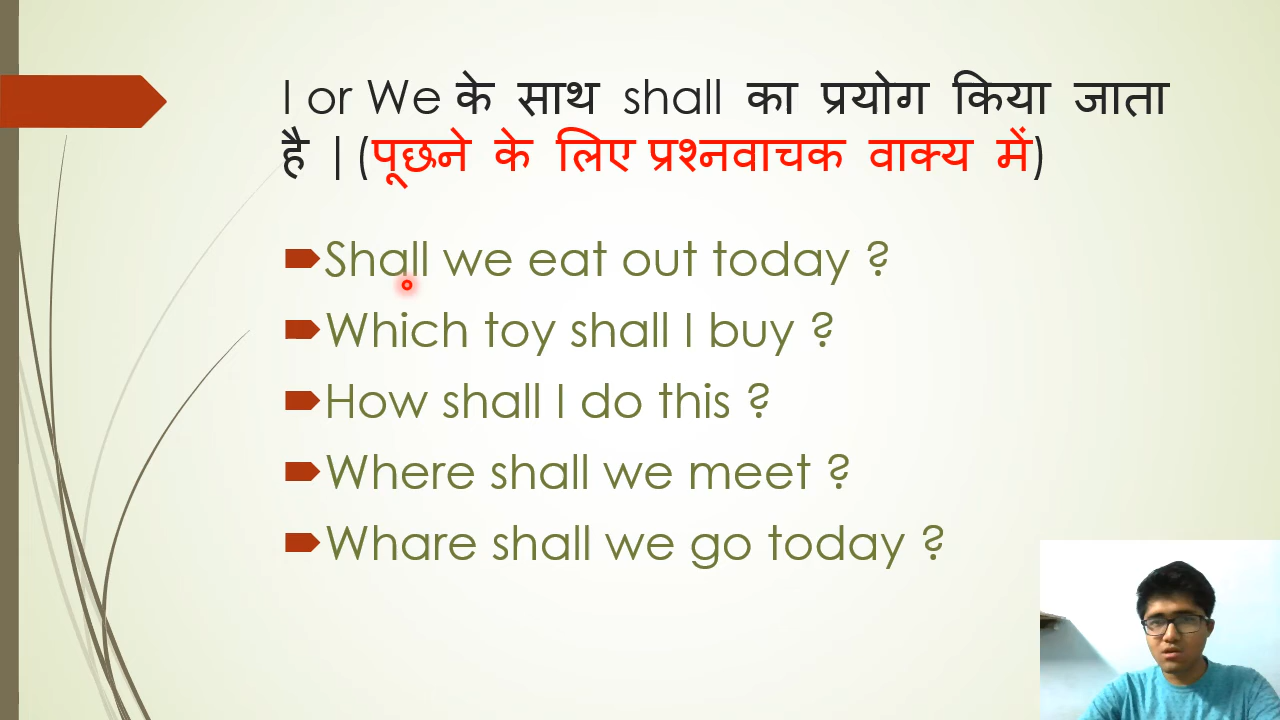 I or We के साथ shall का प्रयोग किया जाता
है | (पूछने के लिए प्रश्नवाचक वाक्य में)
Shall we eat out today ?
Which toy shall I buy ?
How shall I do this ?
Where shall we meet ?
Whare shall we go today ?